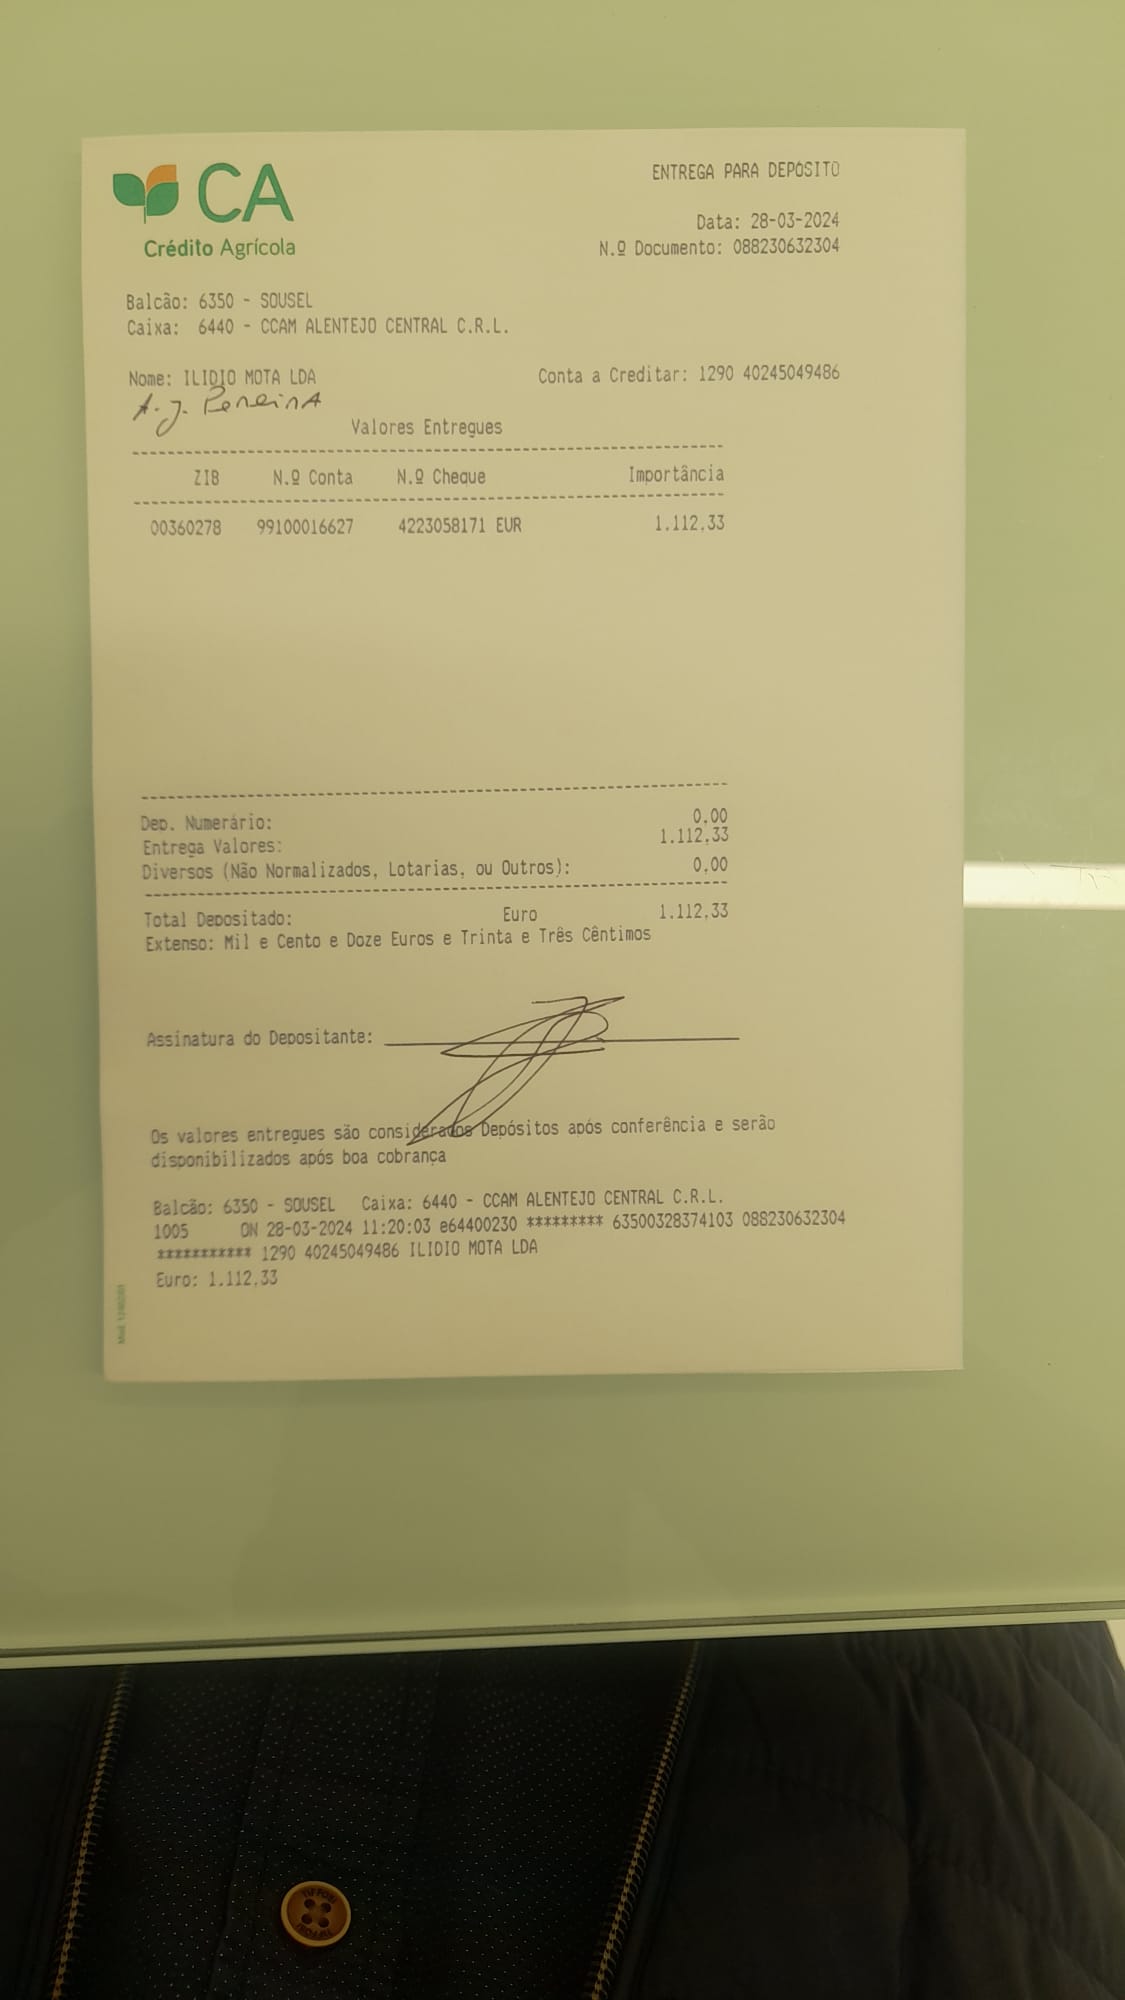 CA
Crédito Agrícola
ENTREGA PARA DEPÓSITO
Data: 28-03-2024
N.º Documento: 088230632304
Balcão: 6350 - SOUSEL
Caixa: 6440 - CCAM ALENTEJO CENTRAL C.R.L.
Nome: ILIDIO MOTA LDA Conta a Creditar: 1290 40245049486
A. J. Pereira
Valores Entregues
ZIB N.º Conta N.º Cheque Importância
00360278 99100016627 4223058171 EUR 1.112,33
Dep. Numerário: 0,00
Entrega Valores: 1.112,33
Diversos (Não Normalizados, Lotarias, ou Outros): 0,00
Total Depositado: Euro 1.112,33
Extenso: Mil e Cento e Doze Euros e Trinta e Três Cêntimos
Assinatura do Depositante:
Os valores entregues são considerados Depósitos após conferência e serão
disponibilizados após boa cobrança
Balcão: 6350 - SOUSEL Caixa: 6440 - CCAM ALENTEJO CENTRAL C.R.L.
1005 ON 28-03-2024 11:20:03 e64400230 ********* 63500328374103 088230632304
*********** 1290 40245049486 ILIDIO MOTA LDA
Euro: 1.112,33